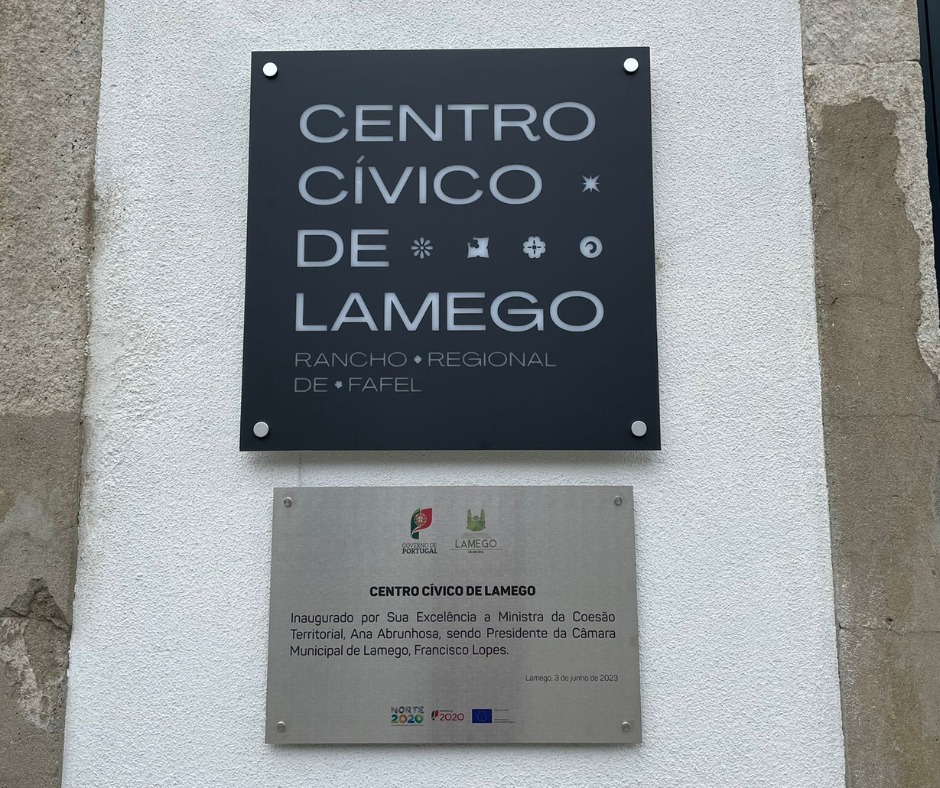 CENTRO
CÍVICO
DE
LAMEGO
RANCHO • REGIONAL
DE • FAFEL
GOVERNO DE
PORTUGAL
LAMEGO
CENTRO CÍVICO DE LAMEGO
Inaugurado por Sua Excelência a Ministra da Coesão
Territorial, Ana Abrunhosa, sendo Presidente da Câmara
Municipal de Lamego, Francisco Lopes.
Lamego, 3 de junho de 2023
NORTE
2020
2020